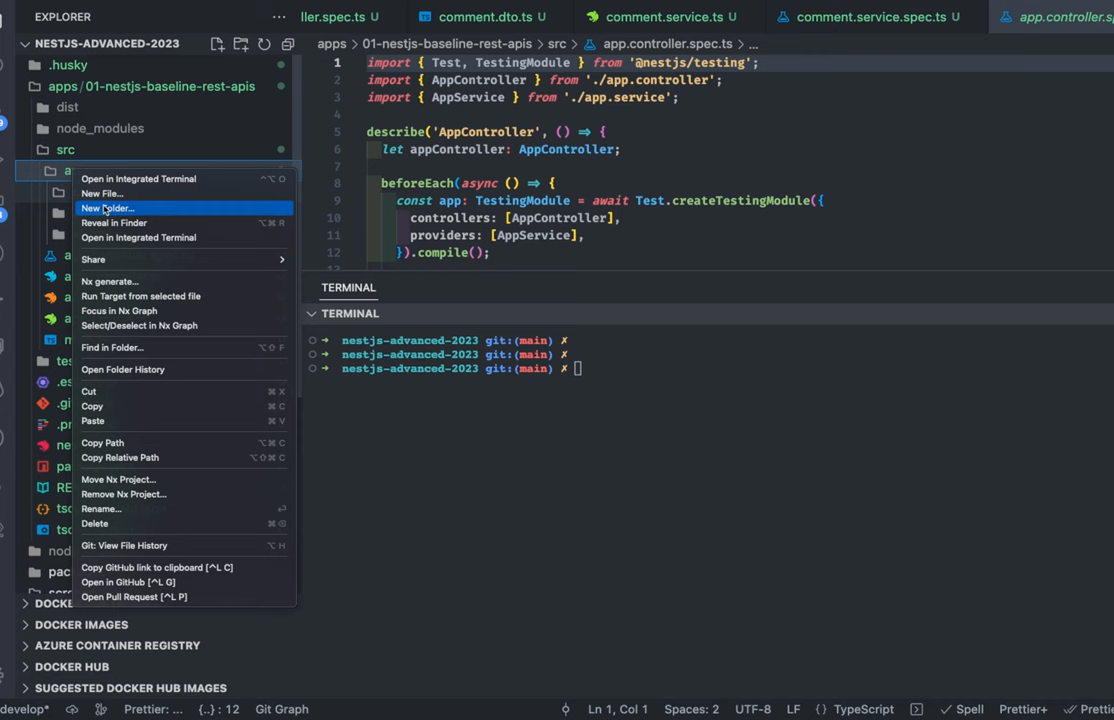 EXPLORER
ller.spec.ts U
comment.dto.ts U
comment.service.ts U
comment.service.spec.ts U
app.controller.
NESTJS-ADVANCED-2023
apps › 01-nestjs-baseline-rest-apis › src › app.controller.spec.ts › ...
.husky
apps / 01-nestjs-baseline-rest-apis
dist
node_modules
src
Open in Integrated Terminal ⌃⌥ O
New File...
New Folder...
Reveal in Finder ⌥⌘ R
Open in Integrated Terminal
Share
Nx generate...
Run Target from selected file
Focus in Nx Graph
Select/Deselect in Nx Graph
Find in Folder... ⌥⇧ F
Open Folder History
Cut ⌘ X
Copy ⌘ C
Paste ⌘ V
Copy Path ⌥⌘ C
Copy Relative Path ⌥⇧⌘ C
Move Nx Project...
Remove Nx Project...
Rename... ⏎
Delete ⌘⌫
Git: View File History ⌥ H
Copy GitHub link to clipboard [^L C]
Open in GitHub [^L G]
Open Pull Request [^L P]
1 import { Test, TestingModule } from '@nestjs/testing';
2 import { AppController } from './app.controller';
3 import { AppService } from './app.service';
4
5 describe('AppController', () ⇒ {
6 let appController: AppController;
7
8 beforeEach(async () ⇒ {
9 const app: TestingModule = await Test.createTestingModule({
10 controllers: [AppController],
11 providers: [AppService],
12 }).compile();
TERMINAL
TERMINAL
➜ nestjs-advanced-2023 git:(main) ✗
➜ nestjs-advanced-2023 git:(main) ✗
➜ nestjs-advanced-2023 git:(main) ✗
DOCKER IMAGES
AZURE CONTAINER REGISTRY
DOCKER HUB
SUGGESTED DOCKER HUB IMAGES
develop*
Prettier: ...
{..} : 12
Git Graph
Ln 1, Col 1
Spaces: 2
UTF-8
LF
{} TypeScript
Spell
Prettier+